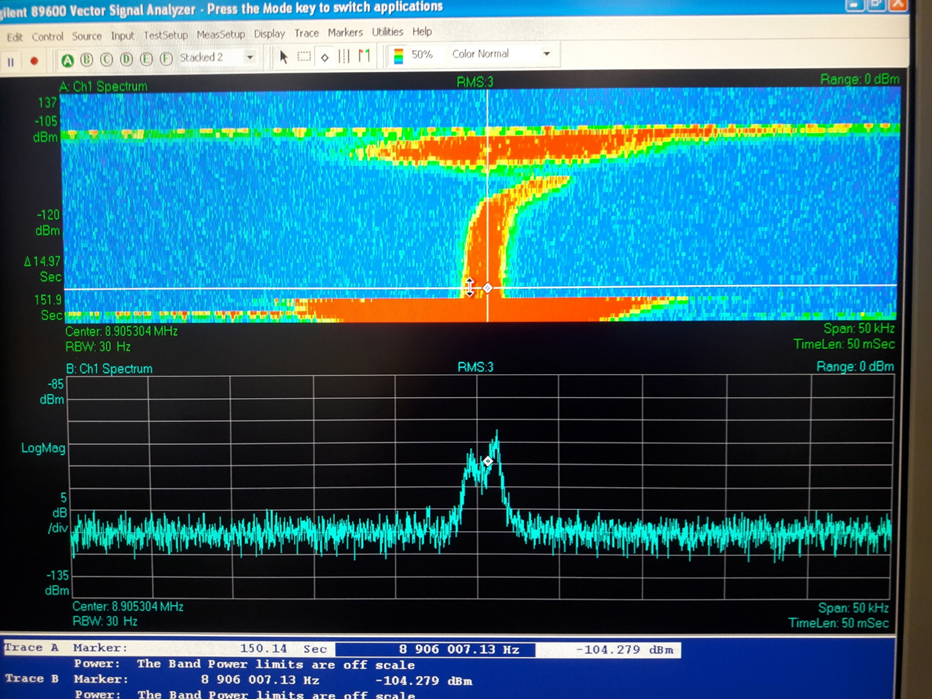 gilent 89600 Vector Signal Analyzer - Press the Mode key to switch applications
Edit Control Source Input TestSetup MeasSetup Display Trace Markers Utilities Help
A B C D E F Stacked 2 50% Color Normal
A: Ch1 Spectrum RMS:3 Range: 0 dBm
137
-105
dBm
-120
dBm
Δ14.97
Sec
151.9
Sec
Center: 8.905304 MHz Span: 50 kHz
RBW: 30 Hz TimeLen: 50 mSec
B: Ch1 Spectrum RMS:3 Range: 0 dBm
-85
dBm
LogMag
5
dB
/div
-135
dBm
Center: 8.905304 MHz Span: 50 kHz
RBW: 30 Hz TimeLen: 50 mSec
Trace A Marker: 150.14 Sec 8 906 007.13 Hz -104.279 dBm
Power: The Band Power limits are off scale
Trace B Marker: 8 906 007.13 Hz -104.279 dBm
Power: The Band Power limits are off scale